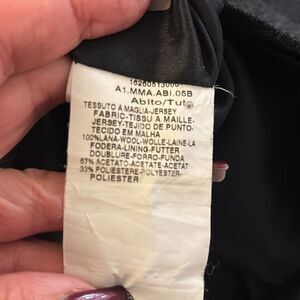 16260813000
A1.MMA.ABI.05B
Abito/Tut@
TESSUTO A MAGLIA-JERSEY
FABRIC-TISSU A MAILLE-
JERSEY-TEJIDO DE PUNTO-
TECIDO EM MALHA
100%LANA-WOOL-WOLLE-LAINE-LA
FODERA-LINING-FUTTER
DOUBLURE-FORRO-FUNDA
67% ACETATO-ACETATE-ACETAT
33% POLIESTERE-POLYESTER-
POLIESTER